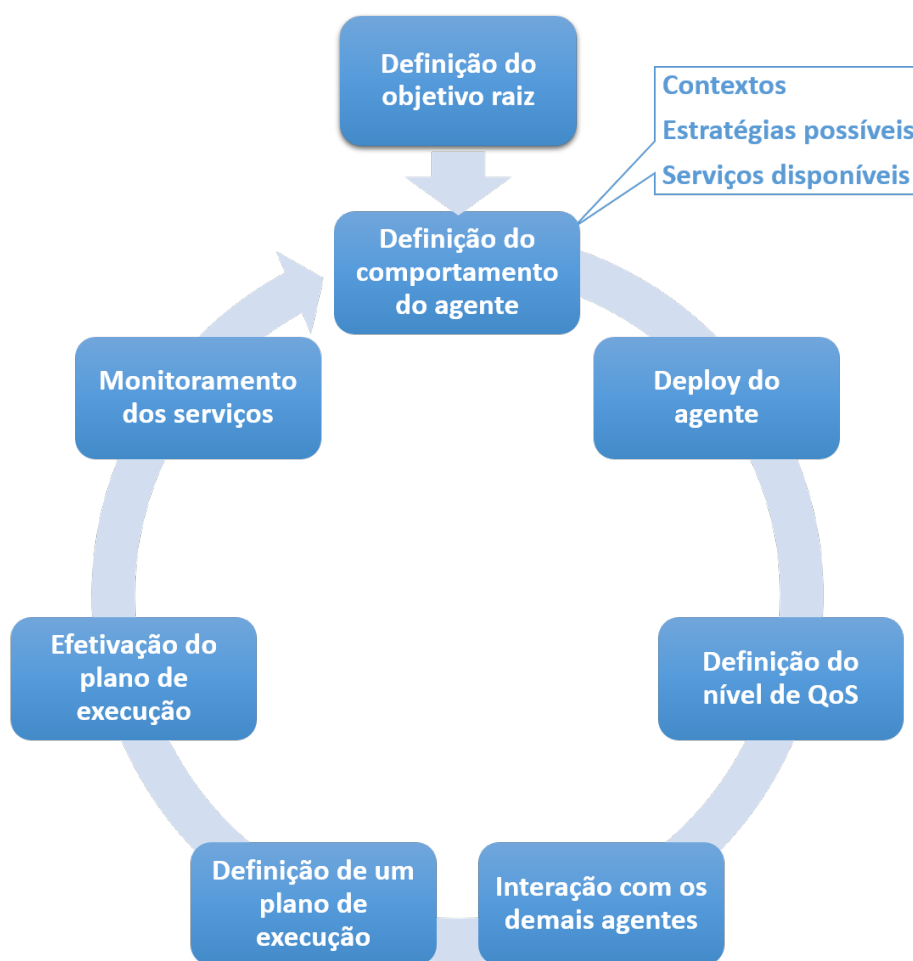 Definição do
objetivo raiz
Contextos
Estratégias possíveis
Serviços disponíveis
Definição do
comportamento
do agente
Deploy do
agente
Definição do
nível de QoS
Interação com os
demais agentes
Definição de um
plano de
execução
Efetivação do
plano de
execução
Monitoramento
dos serviços